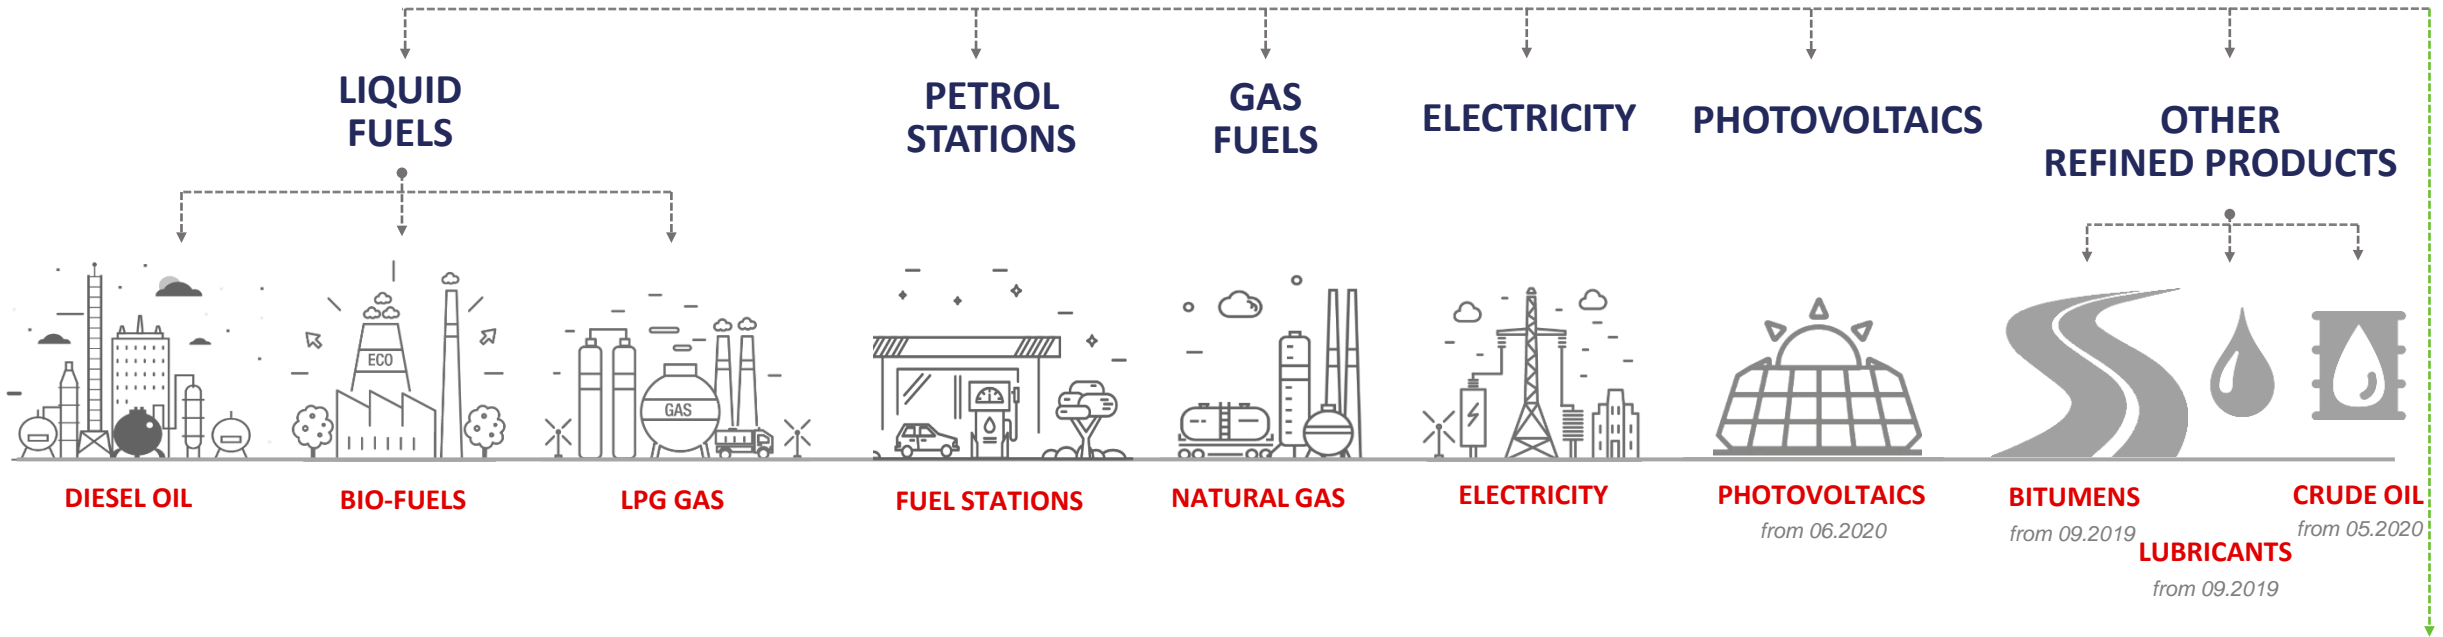 LIQUID
FUELS
PETROL
STATIONS
GAS
FUELS
ELECTRICITY
PHOTOVOLTAICS
OTHER
REFINED PRODUCTS
ECO
GAS
DIESEL OIL
BIO-FUELS
LPG GAS
FUEL STATIONS
NATURAL GAS
ELECTRICITY
PHOTOVOLTAICS
from 06.2020
BITUMENS
from 09.2019
LUBRICANTS
from 09.2019
CRUDE OIL
from 05.2020